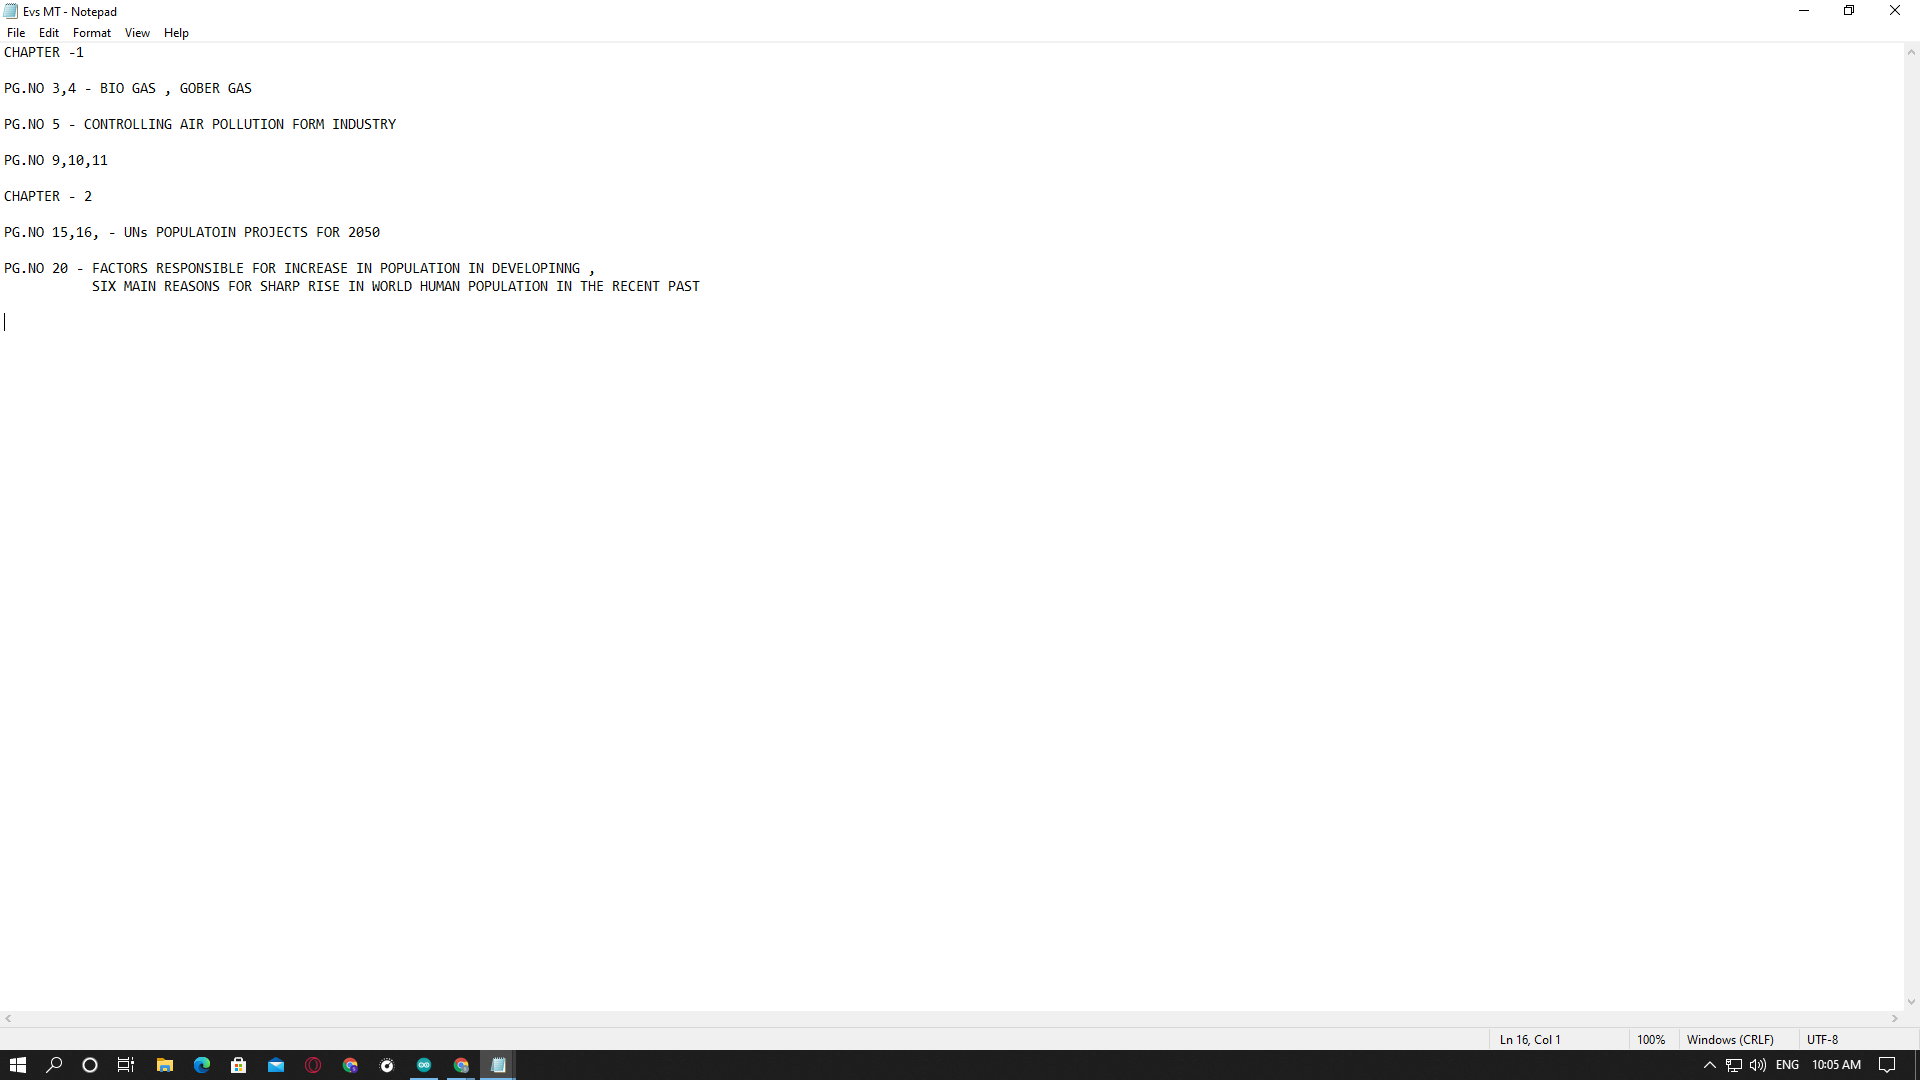 Evs MT - Notepad
File Edit Format View Help
CHAPTER -1
PG.NO 3,4 - BIO GAS , GOBER GAS
PG.NO 5 - CONTROLLING AIR POLLUTION FORM INDUSTRY
PG.NO 9,10,11
CHAPTER - 2
PG.NO 15,16, - UNs POPULATOIN PROJECTS FOR 2050
PG.NO 20 - FACTORS RESPONSIBLE FOR INCREASE IN POPULATION IN DEVELOPINNG ,
SIX MAIN REASONS FOR SHARP RISE IN WORLD HUMAN POPULATION IN THE RECENT PAST
Ln 16, Col 1 100% Windows (CRLF) UTF-8
ENG 10:05 AM